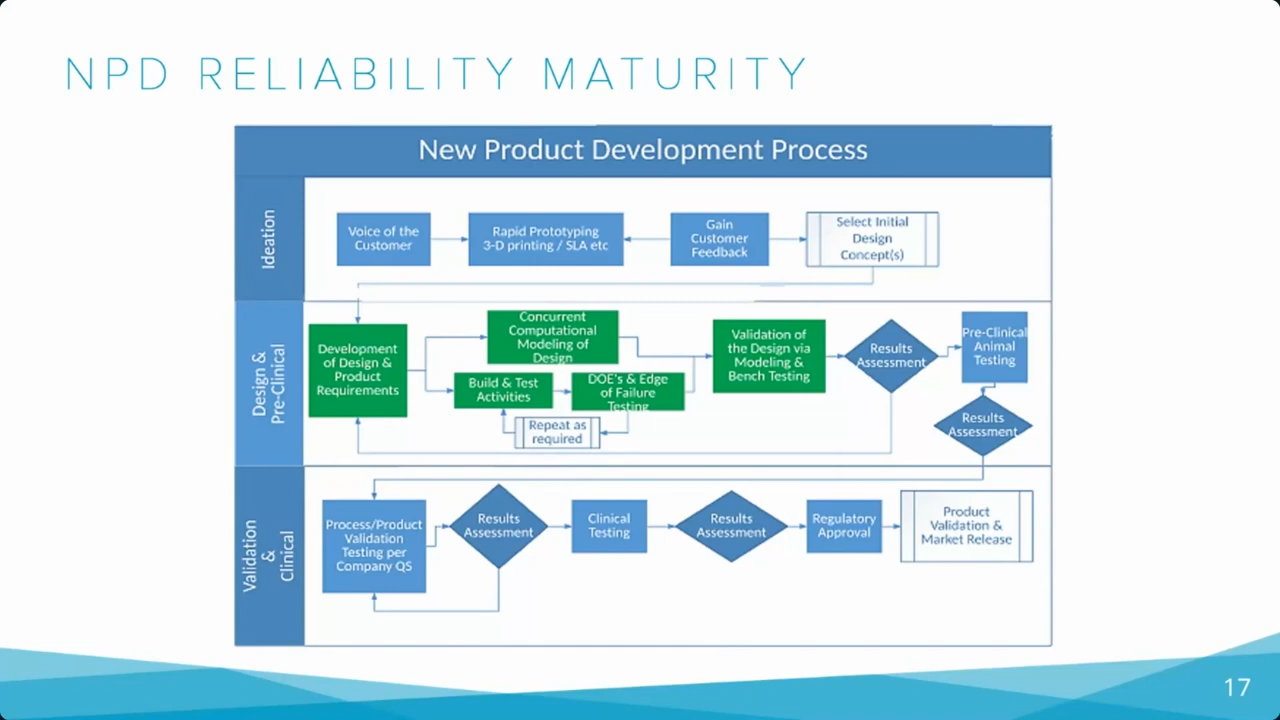 NPD RELIABILITY MATURITY
New Product Development Process
Ideation
Voice of the
Customer
Rapid Prototyping
3-D printing / SLA etc
Gain
Customer
Feedback
Select Initial
Design
Concept(s)
Design &
Pre-Clinical
Development
of Design &
Product
Requirements
Concurrent
Computational
Modeling of
Design
Build & Test
Activities
DOE's & Edge
of Failure
Testing
Repeat as
required
Validation of
the Design via
Modeling &
Bench Testing
Results
Assessment
Pre-Clinical
Animal
Testing
Results
Assessment
Validation
&
Clinical
Process/Product
Validation
Testing per
Company QS
Results
Assessment
Clinical
Testing
Results
Assessment
Regulatory
Approval
Product
Validation &
Market Release
17